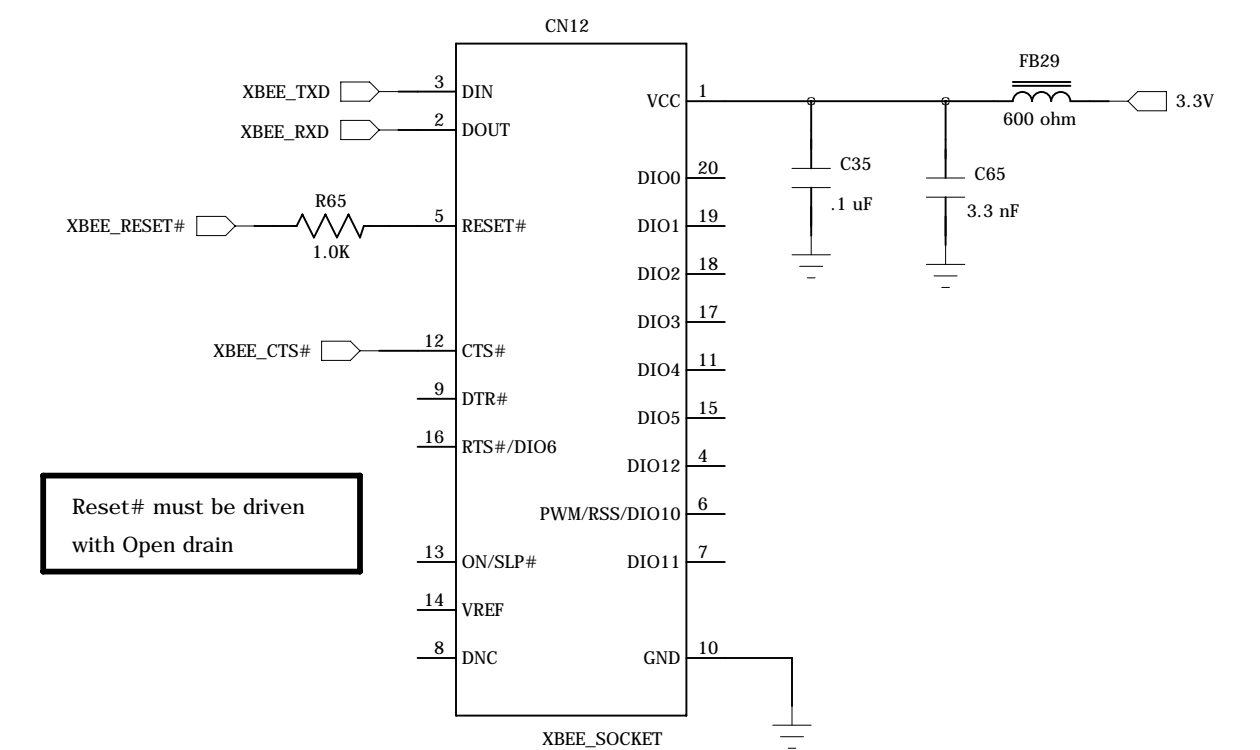 CN12
FB29
XBEE_TXD 3 DIN
VCC 1
3.3V
600 ohm
XBEE_RXD 2 DOUT
C35
.1 uF
C65
3.3 nF
DIO0 20
R65
XBEE_RESET# 5 RESET#
1.0K
DIO1 19
DIO2 18
DIO3 17
XBEE_CTS# 12 CTS#
DIO4 11
9 DTR#
DIO5 15
16 RTS#/DIO6
DIO12 4
Reset# must be driven
with Open drain
PWM/RSS/DIO10 6
13 ON/SLP#
DIO11 7
14 VREF
8 DNC
GND 10
XBEE_SOCKET